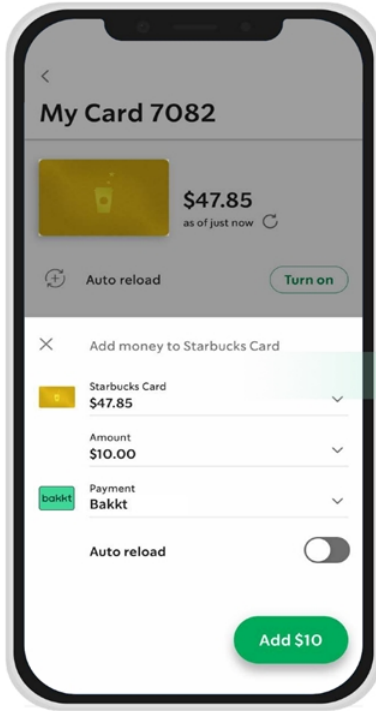 My Card 7082
$47.85
as of just now
Auto reload
Turn on
Add money to Starbucks Card
Starbucks Card
$47.85
Amount
$10.00
bakkt
Payment
Bakkt
Auto reload
Add $10